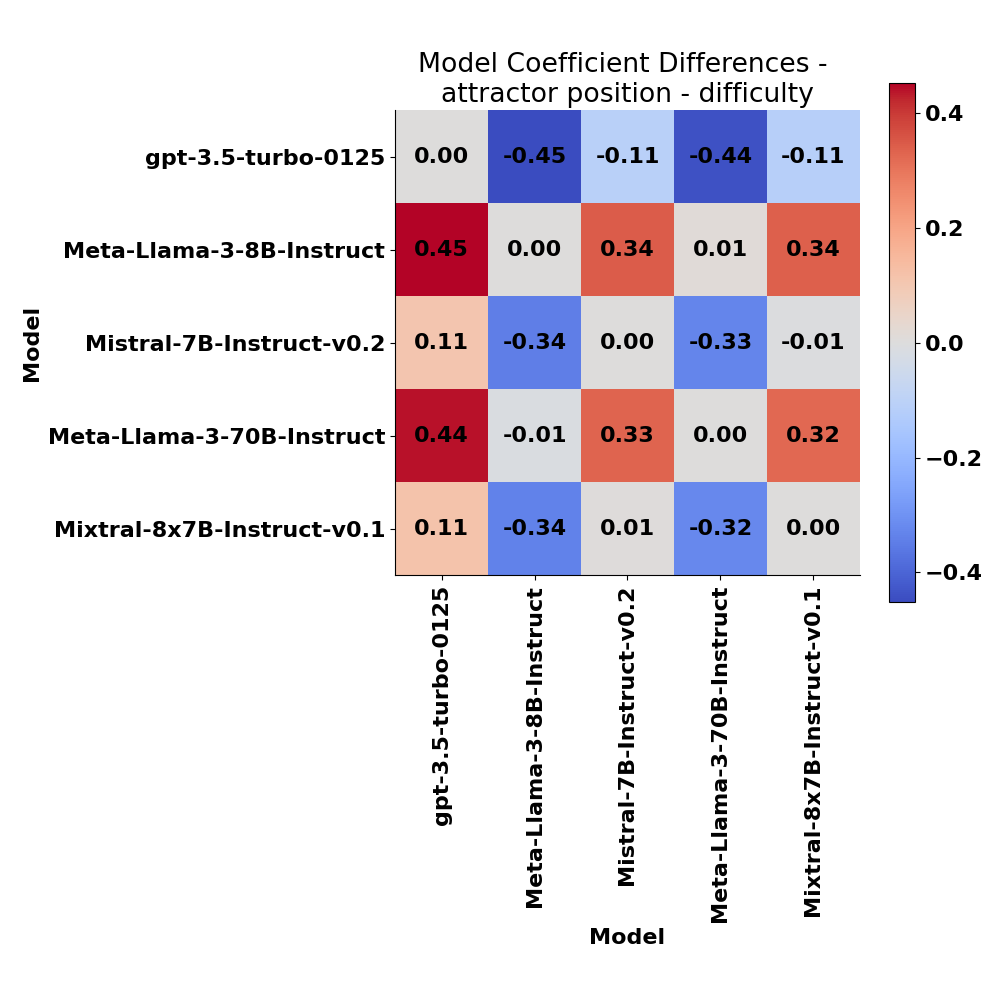 Model Coefficient Differences -
attractor position - difficulty
gpt-3.5-turbo-0125 0.00 -0.45 -0.11 -0.44 -0.11
Meta-Llama-3-8B-Instruct 0.45 0.00 0.34 0.01 0.34
Mistral-7B-Instruct-v0.2 0.11 -0.34 0.00 -0.33 -0.01
Meta-Llama-3-70B-Instruct 0.44 -0.01 0.33 0.00 0.32
Mixtral-8x7B-Instruct-v0.1 0.11 -0.34 0.01 -0.32 0.00
Model
gpt-3.5-turbo-0125
Meta-Llama-3-8B-Instruct
Mistral-7B-Instruct-v0.2
Meta-Llama-3-70B-Instruct
Mixtral-8x7B-Instruct-v0.1
Model
0.4
0.2
0.0
−0.2
−0.4